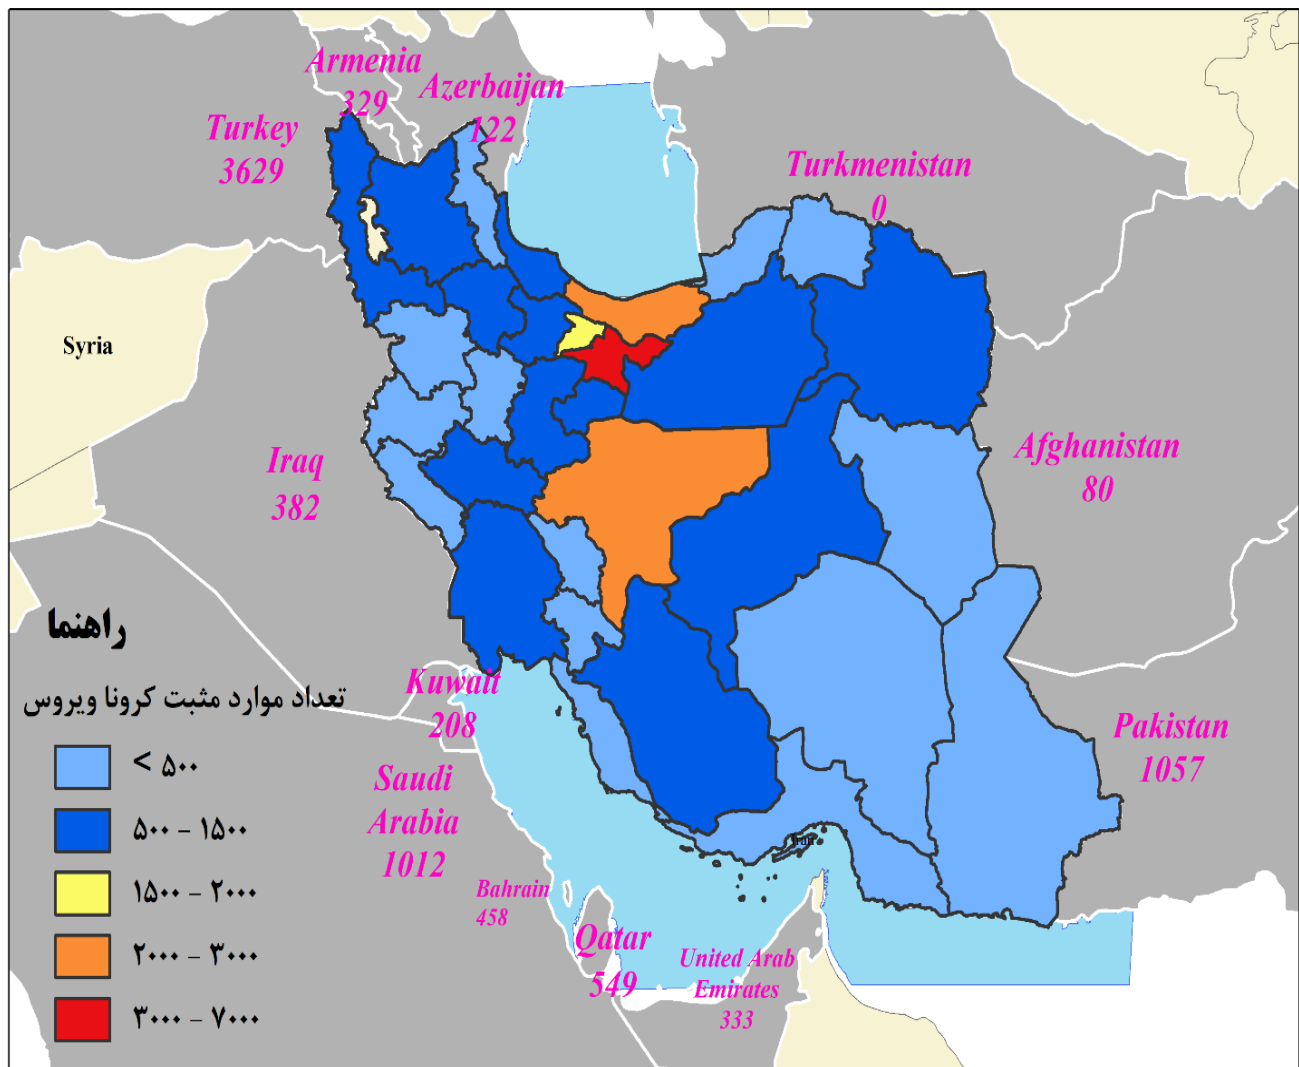 Armenia
329
Azerbaijan
122
Turkey
3629
Turkmenistan
0
Syria
Iraq
382
Afghanistan
80
راهنما
تعداد موارد مثبت کرونا ویروس
< ۵۰۰
۵۰۰ - ۱۵۰۰
۱۵۰۰ - ۲۰۰۰
۲۰۰۰ - ۳۰۰۰
۳۰۰۰ - ۷۰۰۰
Kuwait
208
Saudi
Arabia
1012
Pakistan
1057
Iran
Bahrain
458
Qatar
549
United Arab
Emirates
333